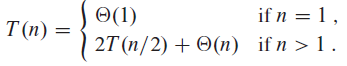 T(n) = { Θ(1) if n = 1 ,
2T(n/2) + Θ(n) if n > 1 .